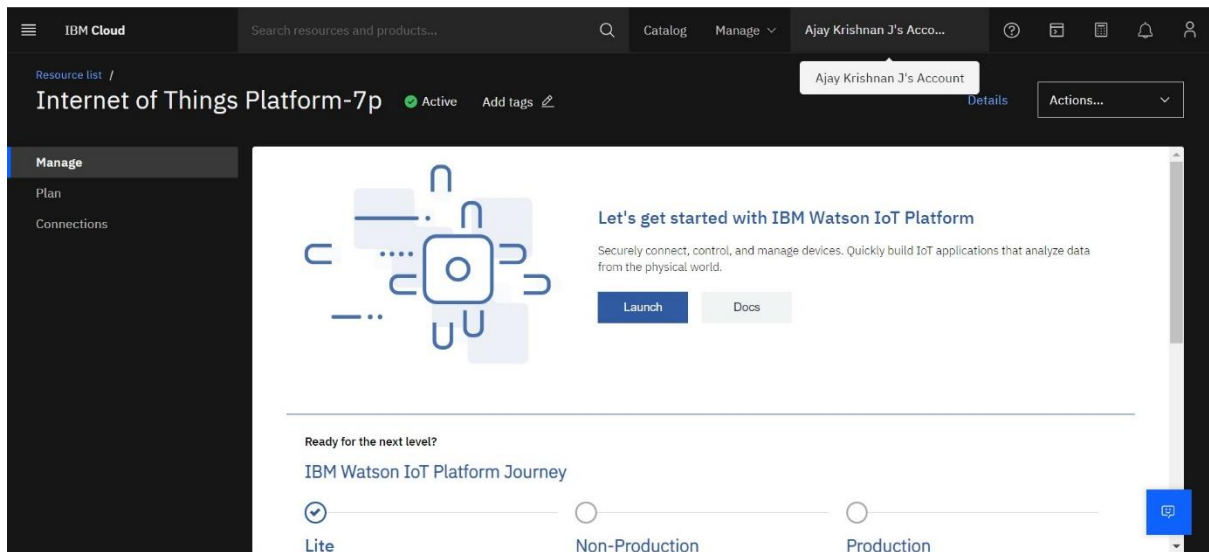 IBM Cloud
Search resources and products...
Catalog
Manage
Ajay Krishnan J's Acco...
Ajay Krishnan J's Account
Resource list /
Internet of Things Platform-7p
Active
Add tags
Details
Actions...
Manage
Plan
Connections
Let's get started with IBM Watson IoT Platform
Securely connect, control, and manage devices. Quickly build IoT applications that analyze data
from the physical world.
Launch
Docs
Ready for the next level?
IBM Watson IoT Platform Journey
Lite
Non-Production
Production